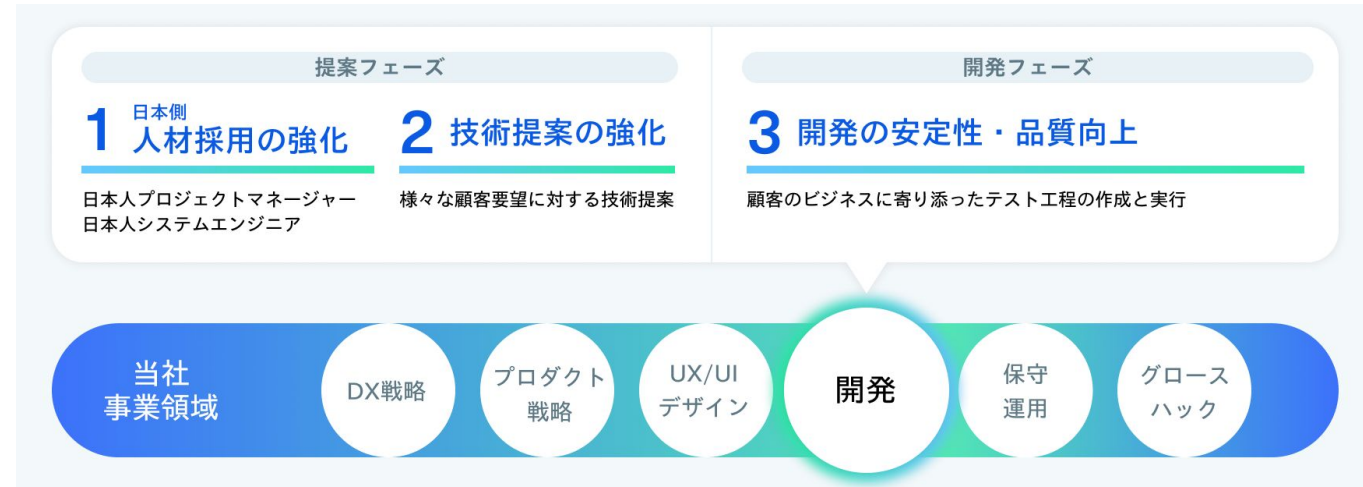 提案フェーズ
1 日本側
人材採用の強化
日本人プロジェクトマネージャー
日本人システムエンジニア
2 技術提案の強化
様々な顧客要望に対する技術提案
開発フェーズ
3 開発の安定性・品質向上
顧客のビジネスに寄り添ったテスト工程の作成と実行
当社
事業領域
DX戦略
プロダクト
戦略
UX/UI
デザイン
開発
保守
運用
グロース
ハック